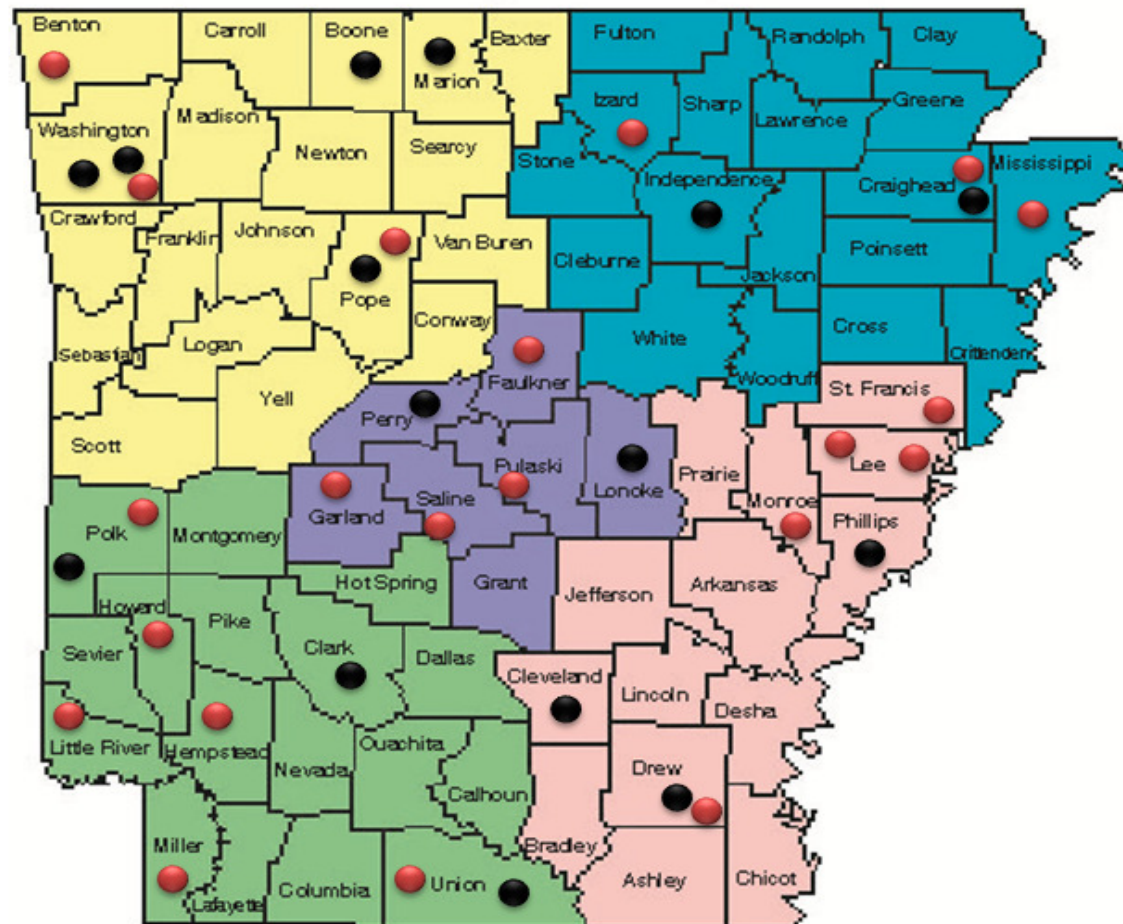 Benton
Carroll
Boone
Marion
Baxter
Fulton
Randolph
Clay
Izard
Sharp
Greene
Lawrence
Washington
Madison
Newton
Searcy
Stone
Independence
Craighead
Mississippi
Crawford
Franklin
Johnson
Van Buren
Cleburne
Jackson
Poinsett
Pope
Conway
Sebastian
Logan
White
Cross
Crittenden
Woodruff
Yell
Faulkner
St. Francis
Perry
Scott
Pulaski
Lonoke
Prairie
Lee
Saline
Monroe
Garland
Phillips
Polk
Montgomery
Hot Spring
Grant
Jefferson
Arkansas
Howard
Pike
Sevier
Clark
Dallas
Cleveland
Lincoln
Desha
Little River
Hempstead
Ouachita
Nevada
Calhoun
Drew
Miller
Bradley
Lafayette
Columbia
Union
Ashley
Chicot